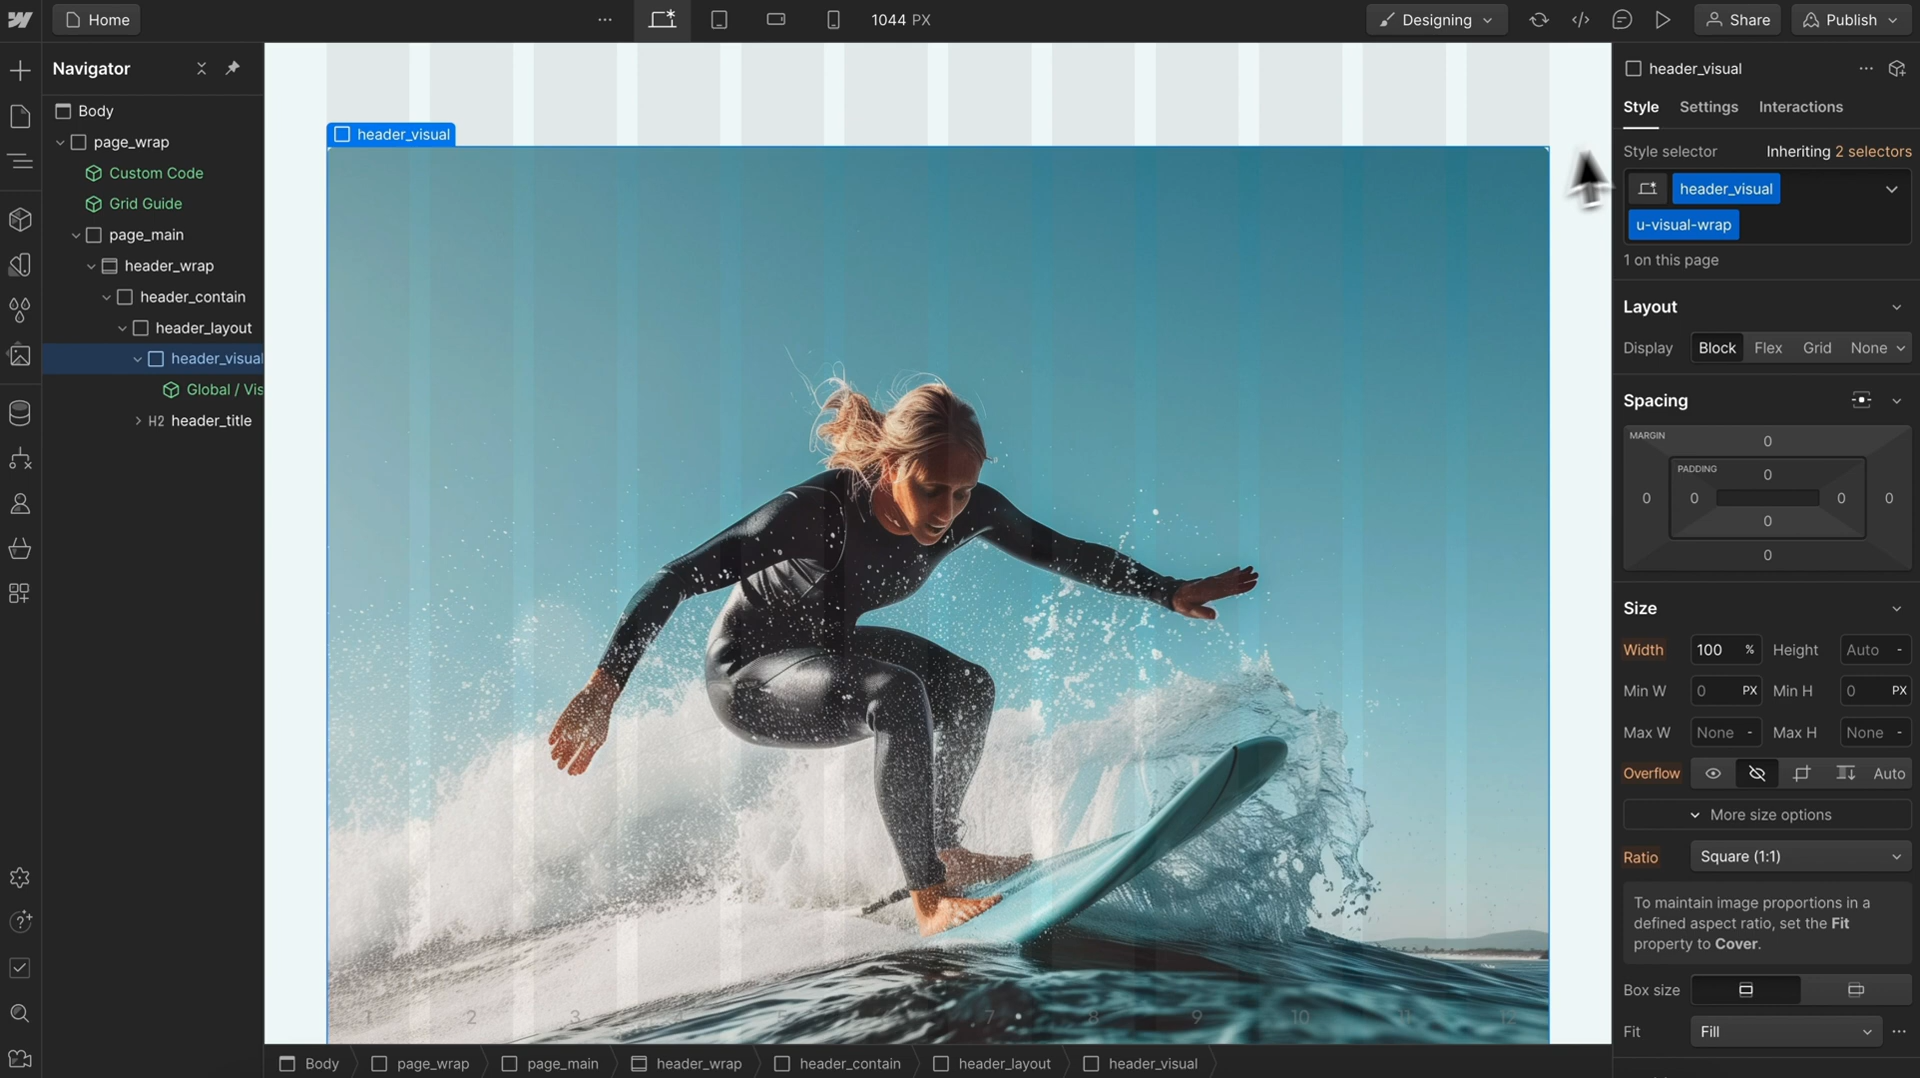 Home
1044 PX
Designing
Share
Publish
Navigator
Body
page_wrap
Custom Code
Grid Guide
page_main
header_wrap
header_contain
header_layout
header_visual
Global / Vis
H2 header_title
header_visual
1 2 3 4 5 6 7 8 9 10 11 12
Body
page_wrap
page_main
header_wrap
header_contain
header_layout
header_visual
header_visual
Style Settings Interactions
Style selector Inheriting 2 selectors
header_visual
u-visual-wrap
1 on this page
Layout
Display Block Flex Grid None
Spacing
MARGIN
0
PADDING
0
0 0 0 0
0
0
Size
Width 100 % Height Auto -
Min W 0 PX Min H 0 PX
Max W None - Max H None -
Overflow Auto
More size options
Ratio Square (1:1)
To maintain image proportions in a
defined aspect ratio, set the Fit
property to Cover.
Box size
Fit Fill